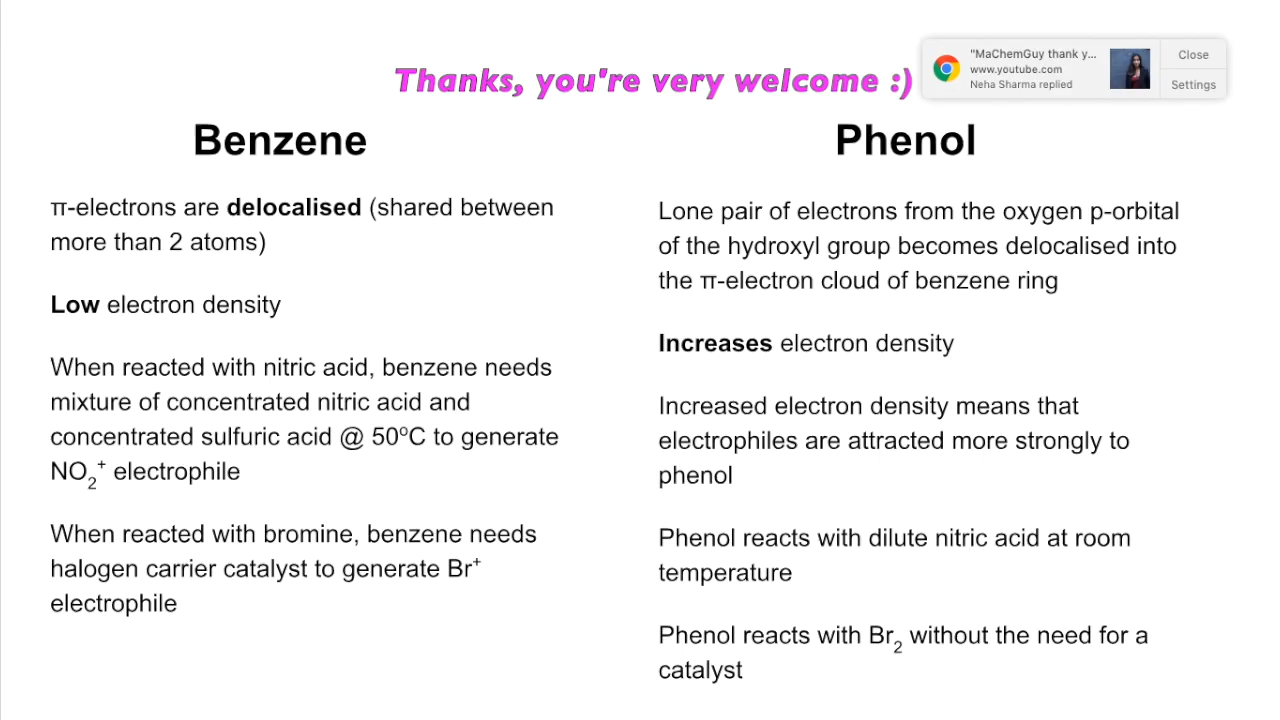 Thanks, you're very welcome :)
"MaChemGuy thank y...
www.youtube.com
Neha Sharma replied
Close
Settings
Benzene
π-electrons are delocalised (shared between
more than 2 atoms)
Low electron density
When reacted with nitric acid, benzene needs
mixture of concentrated nitric acid and
concentrated sulfuric acid @ 50ºC to generate
NO₂⁺ electrophile
When reacted with bromine, benzene needs
halogen carrier catalyst to generate Br⁺
electrophile
Phenol
Lone pair of electrons from the oxygen p-orbital
of the hydroxyl group becomes delocalised into
the π-electron cloud of benzene ring
Increases electron density
Increased electron density means that
electrophiles are attracted more strongly to
phenol
Phenol reacts with dilute nitric acid at room
temperature
Phenol reacts with Br₂ without the need for a
catalyst